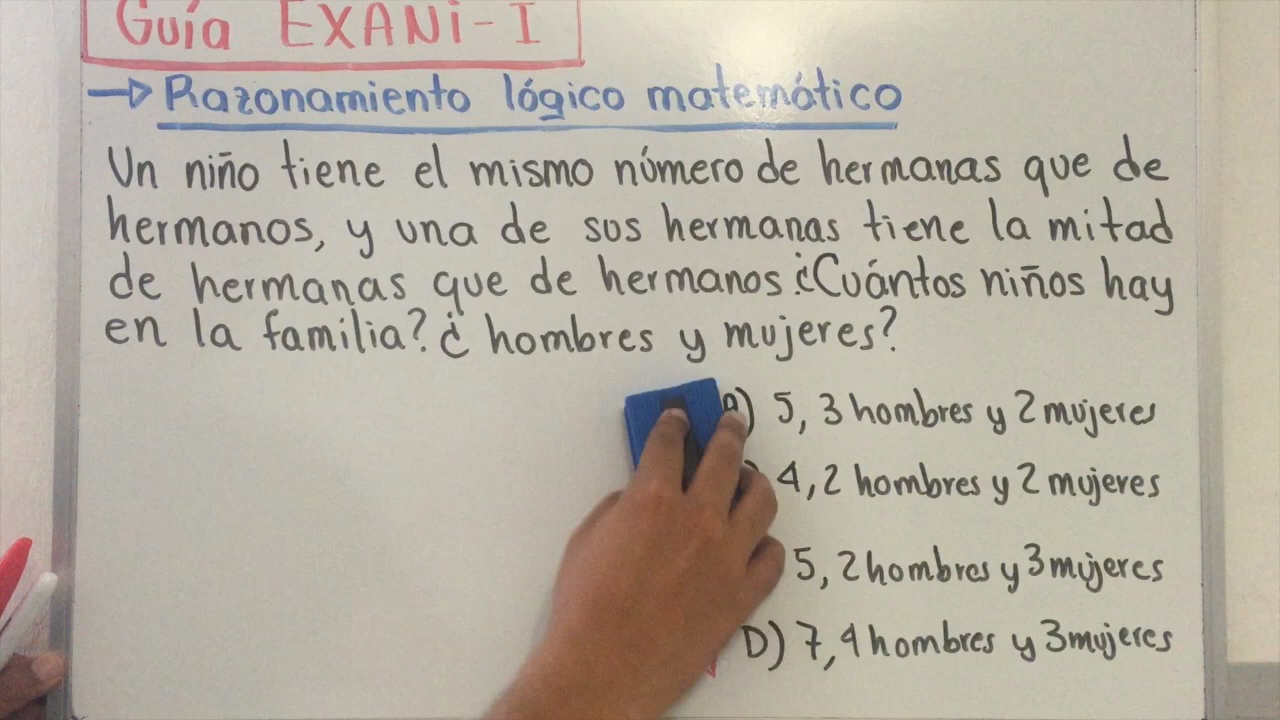 Guía EXANi-I
Razonamiento lógico matemático
Un niño tiene el mismo número de hermanas que de
hermanos, y una de sus hermanas tiene la mitad
de hermanas que de hermanos ¿Cuántos niños hay
en la familia? ¿ hombres y mujeres?
A) 5, 3 hombres y 2 mujeres
4, 2 hombres y 2 mujeres
5, 2 hombres y 3 mujeres
D) 7, 4 hombres y 3 mujeres